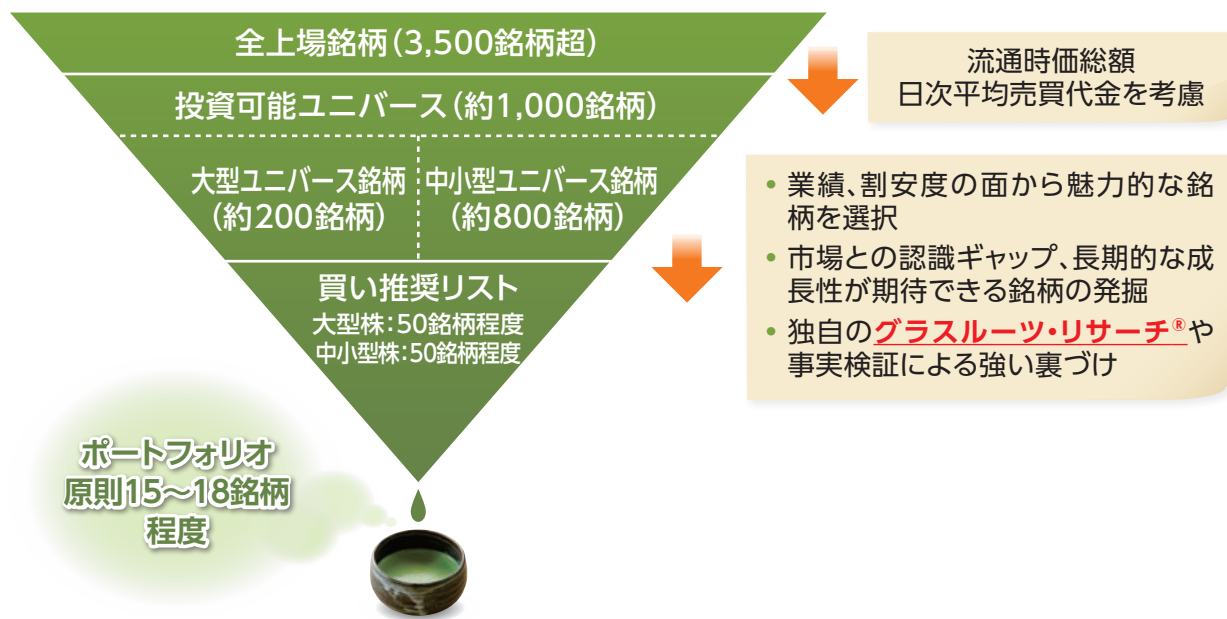 全上場銘柄(3,500銘柄超)
流通時価総額
日次平均売買代金を考慮
投資可能ユニバース(約1,000銘柄)
大型ユニバース銘柄
(約200銘柄)
中小型ユニバース銘柄
(約800銘柄)
• 業績、割安度の面から魅力的な銘
柄を選択
• 市場との認識ギャップ、長期的な成
長性が期待できる銘柄の発掘
• 独自のグラスルーツ・リサーチ®や
事実検証による強い裏づけ
買い推奨リスト
大型株:50銘柄程度
中小型株:50銘柄程度
ポートフォリオ
原則15〜18銘柄
程度